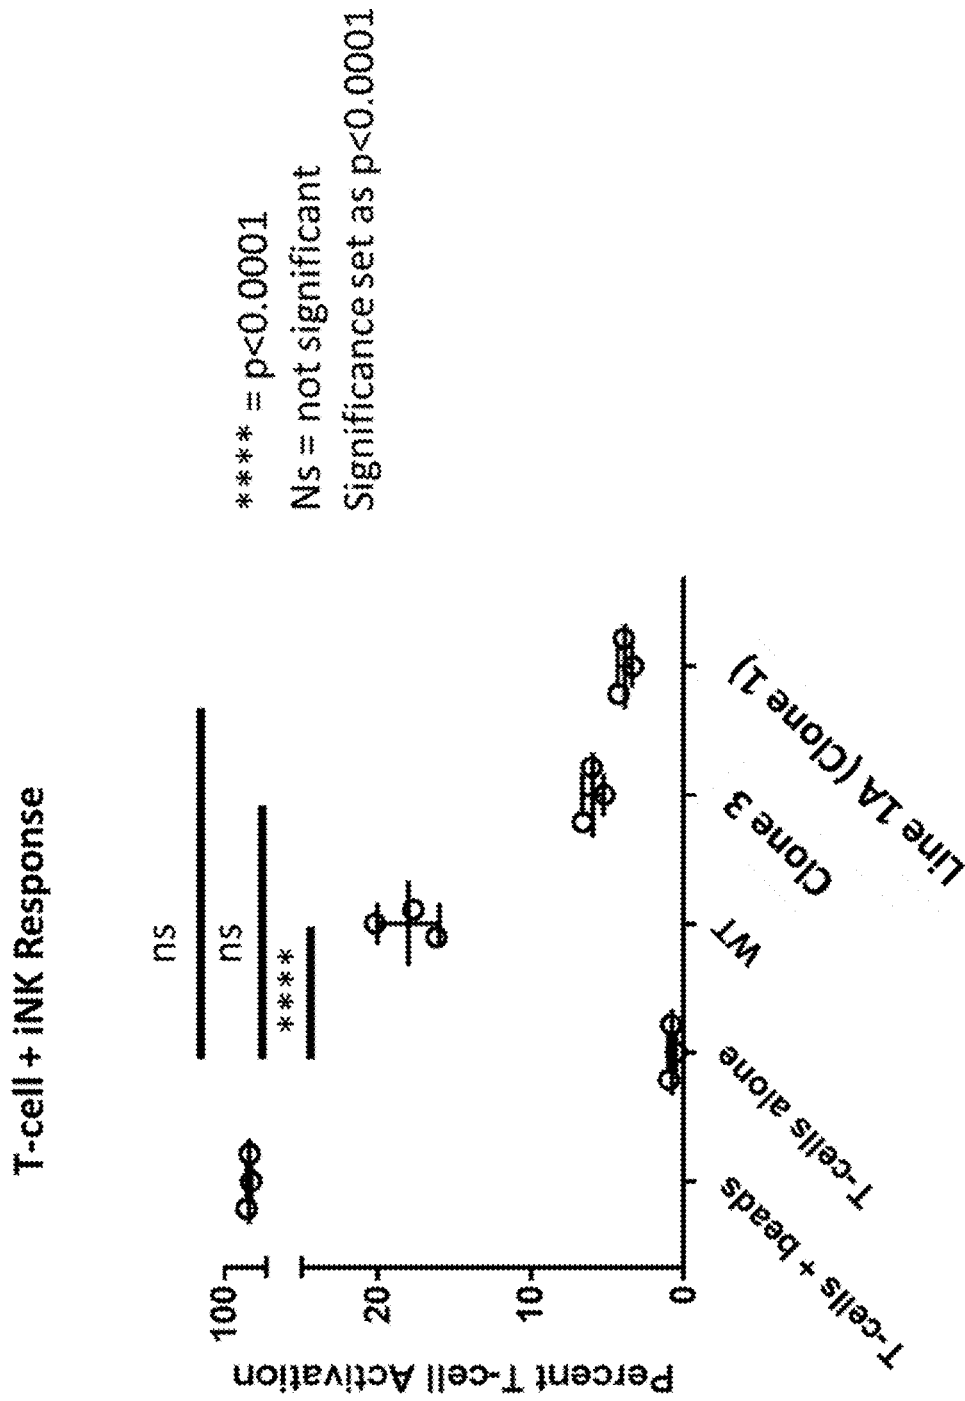 T-cell + iNK Response
ns
ns
****
**** = p<0.0001
Ns = not significant
Significance set as p<0.0001
Percent T-cell Activation
100
20
10
0
T-cells + beads
T-cells alone
WT
Clone 3
Line 1A (Clone 1)